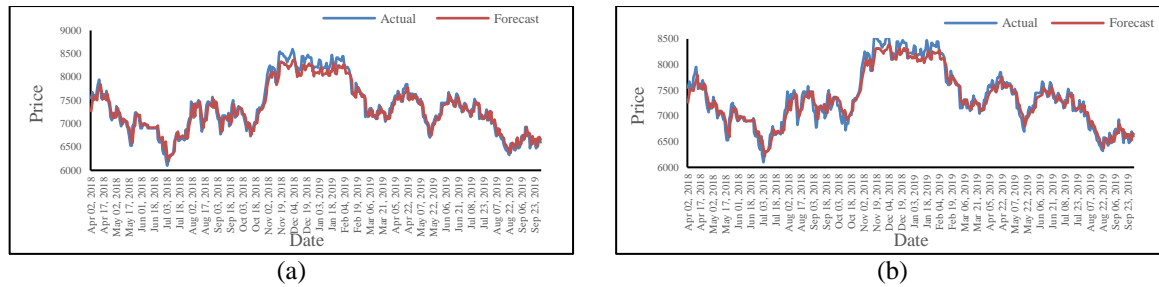 Actual Forecast
9000
8500
8000
7500
7000
6500
6000
Price
Apr 02, 2018
Apr 17, 2018
May 02, 2018
May 17, 2018
Jun 01, 2018
Jun 18, 2018
Jul 03, 2018
Jul 18, 2018
Aug 02, 2018
Aug 17, 2018
Sep 03, 2018
Sep 18, 2018
Oct 03, 2018
Oct 18, 2018
Nov 02, 2018
Nov 19, 2018
Dec 04, 2018
Dec 19, 2018
Jan 03, 2019
Jan 18, 2019
Feb 04, 2019
Feb 19, 2019
Mar 06, 2019
Mar 21, 2019
Apr 05, 2019
Apr 22, 2019
May 07, 2019
May 22, 2019
Jun 06, 2019
Jun 21, 2019
Jul 08, 2019
Jul 23, 2019
Aug 07, 2019
Aug 22, 2019
Sep 06, 2019
Sep 23, 2019
Date
(a)
Actual Forecast
8500
8000
7500
7000
6500
6000
Price
Apr 02, 2018
Apr 17, 2018
May 02, 2018
May 17, 2018
Jun 01, 2018
Jun 18, 2018
Jul 03, 2018
Jul 18, 2018
Aug 02, 2018
Aug 17, 2018
Sep 03, 2018
Sep 18, 2018
Oct 03, 2018
Oct 18, 2018
Nov 02, 2018
Nov 19, 2018
Dec 04, 2018
Dec 19, 2018
Jan 03, 2019
Jan 18, 2019
Feb 04, 2019
Feb 19, 2019
Mar 06, 2019
Mar 21, 2019
Apr 05, 2019
Apr 22, 2019
May 07, 2019
May 22, 2019
Jun 06, 2019
Jun 21, 2019
Jul 08, 2019
Jul 23, 2019
Aug 07, 2019
Aug 22, 2019
Sep 06, 2019
Sep 23, 2019
Date
(b)